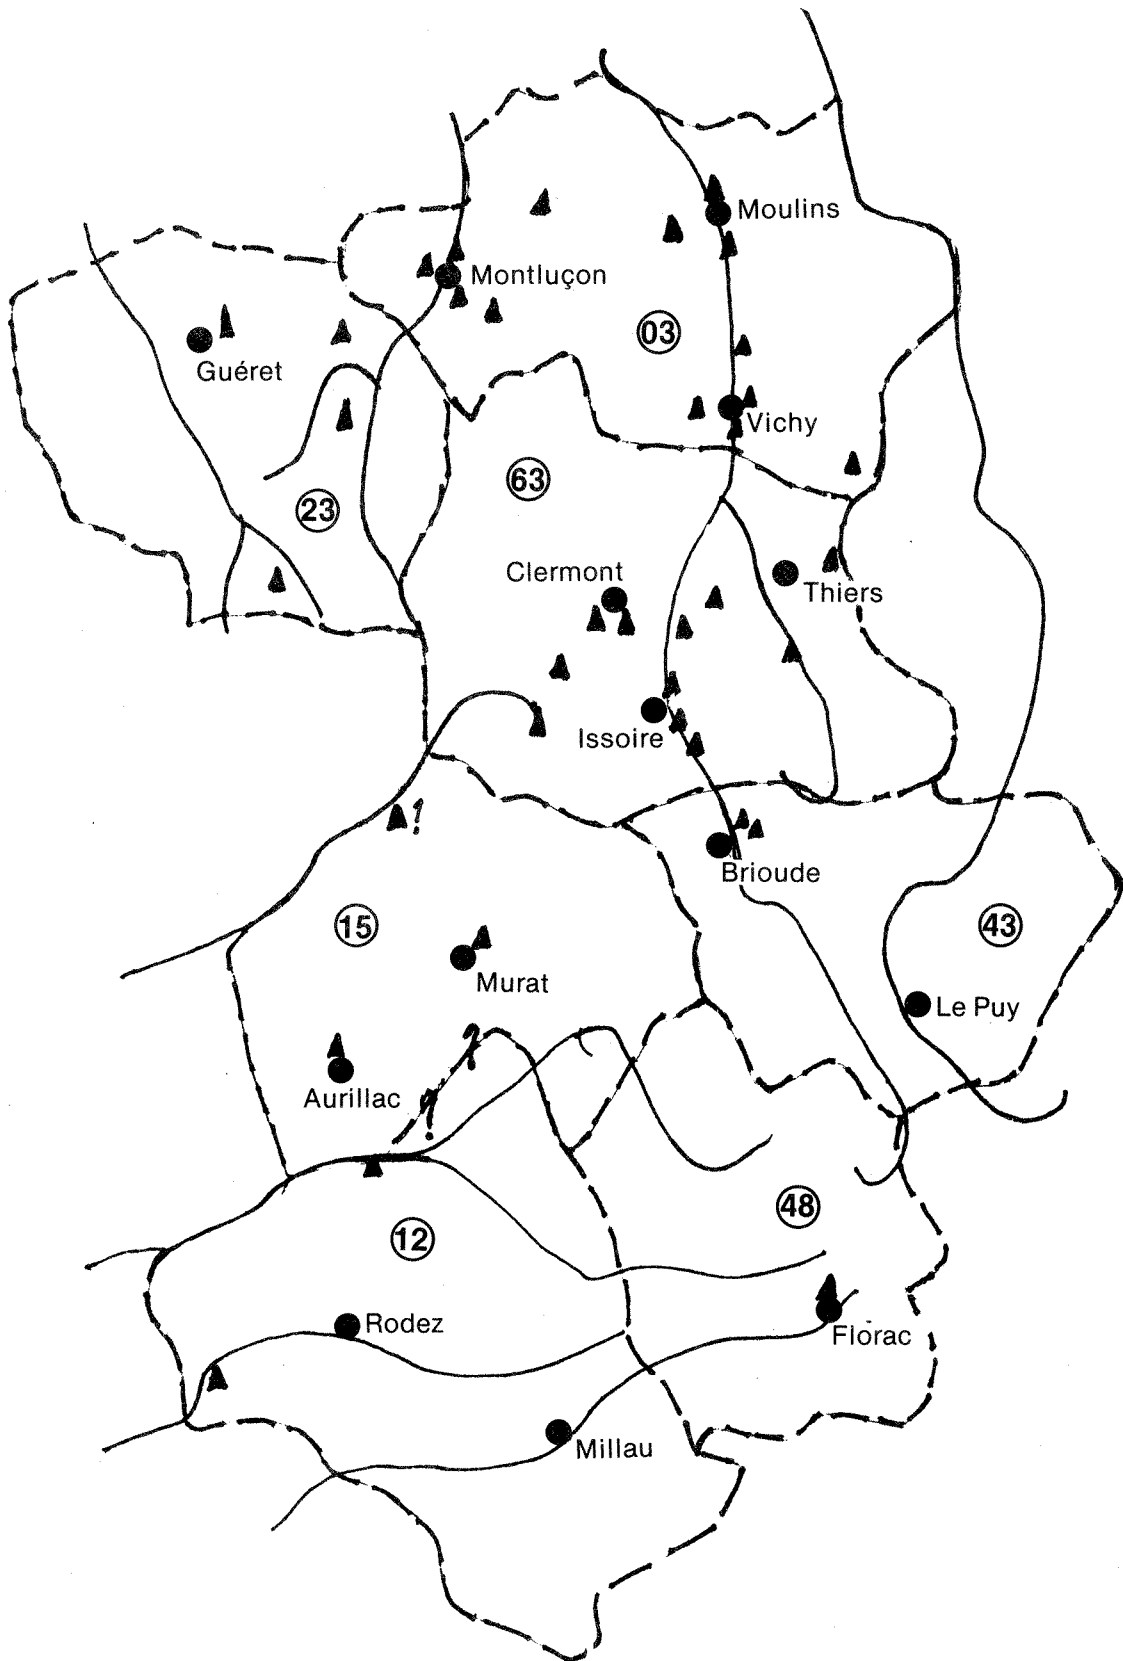 Moulins
Montluçon
03
Guéret
Vichy
63
23
Clermont
Thiers
Issoire
?
Brioude
15
43
Murat
Le Puy
?
Aurillac
?
48
12
Rodez
Florac
Millau